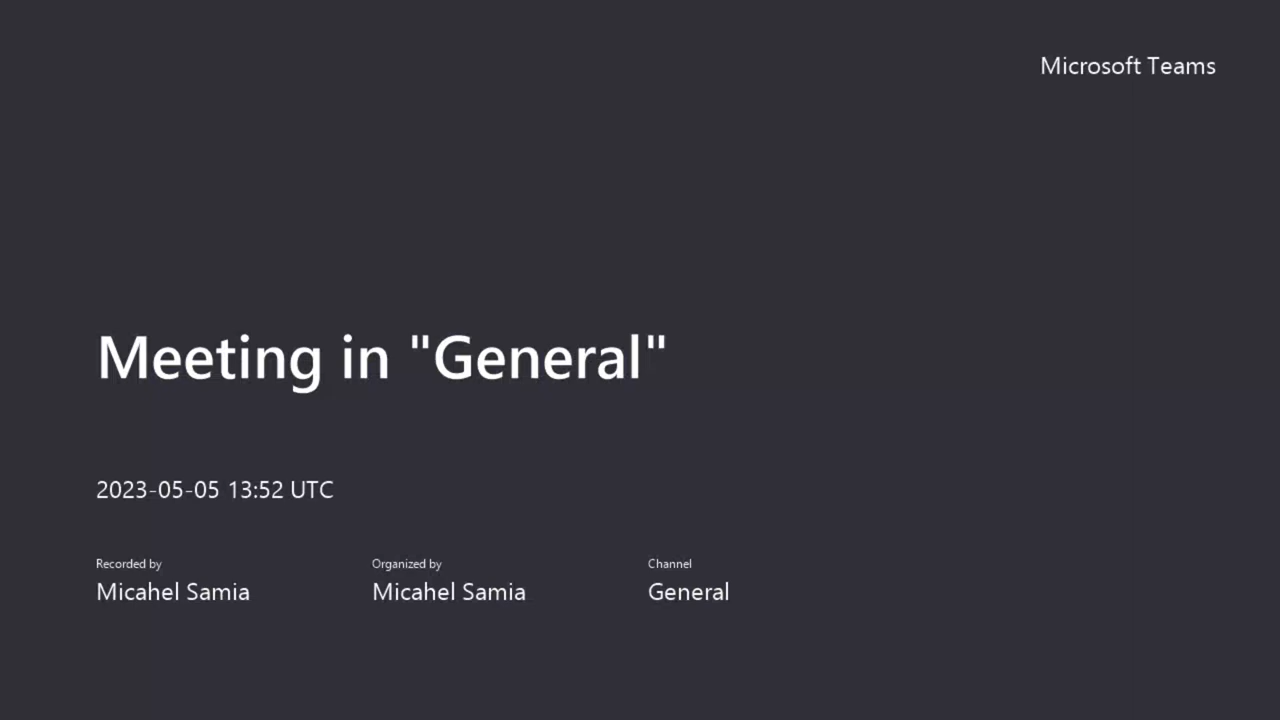 Microsoft Teams
Meeting in "General"
2023-05-05 13:52 UTC
Recorded by
Micahel Samia
Organized by
Micahel Samia
Channel
General